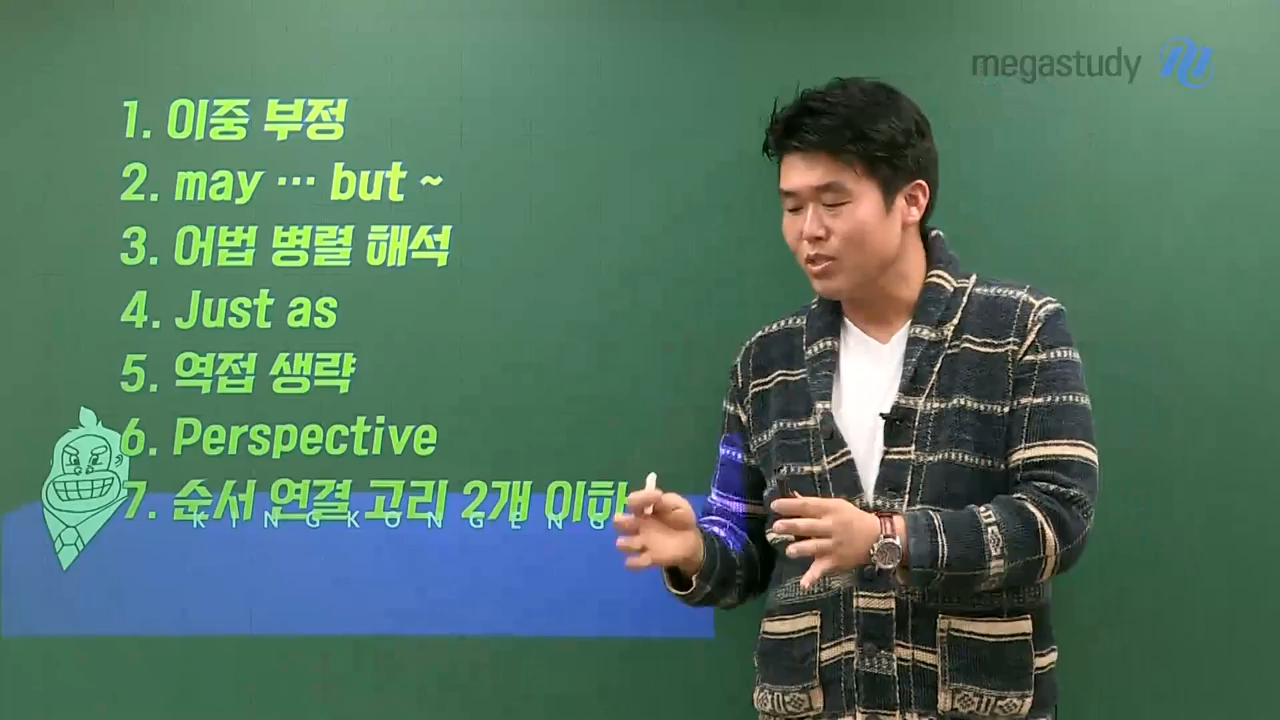 megastudy
1. 이중 부정
2. may … but ~
3. 어법 병렬 해석
4. Just as
5. 역접 생략
6. Perspective
7. 순서 연결 고리 2개 이하
KINGKONGENG